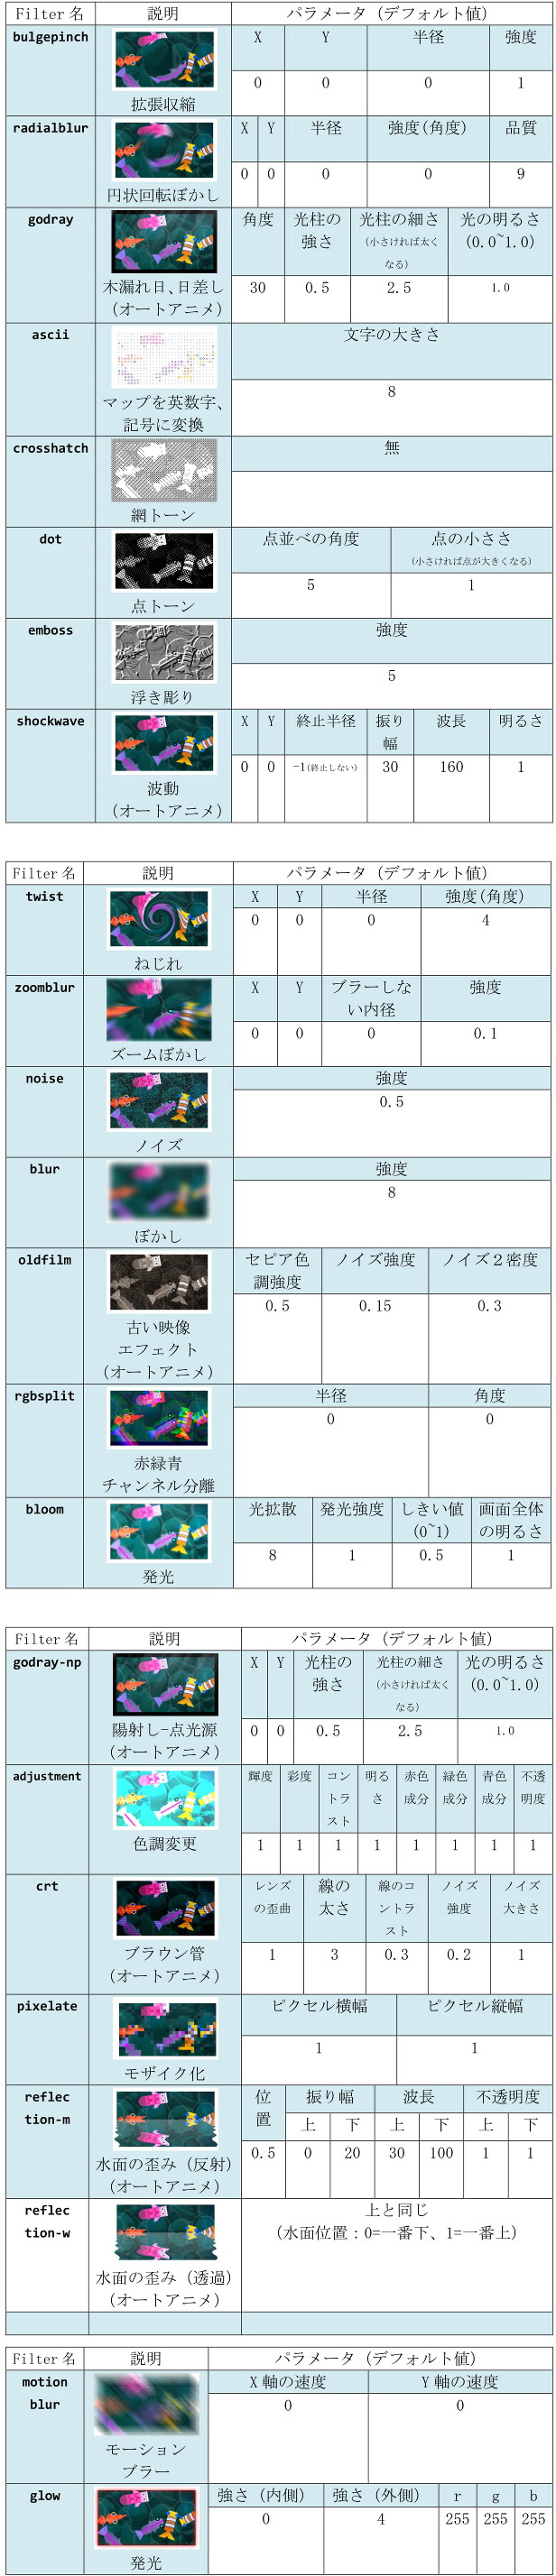 Filter 名 説明 パラメータ (デフォルト値)
bulgepinch 拡張収縮 X Y 半径 強度
0 0 0 1
radialblur 円状回転ぼかし X Y 半径 強度(角度) 品質
0 0 0 0 9
godray 木漏れ日、日差し
(オートアニメ)
角度 光柱の強さ 光柱の細さ
(小さければ太くなる)
光の明るさ
(0.0~1.0)
30 0.5 2.5 1.0
ascii マップを英数字、
記号に変換
文字の大きさ
8
crosshatch 網トーン 無
dot 点トーン 点並べの角度 点の小ささ
(小さければ点が大きくなる)
5 1
emboss 浮き彫り 強度
5
shockwave 波動
(オートアニメ)
X Y 終止半径 振り幅 波長 明るさ
0 0 -1(終止しない) 30 160 1
Filter 名 説明 パラメータ (デフォルト値)
twist ねじれ X Y 半径 強度(角度)
0 0 0 4
zoomblur ズームぼかし X Y ブラーしない内径 強度
0 0 0 0.1
noise ノイズ 強度
0.5
blur ぼかし 強度
8
oldfilm 古い映像
エフェクト
(オートアニメ)
セピア色調強度 ノイズ強度 ノイズ2密度
0.5 0.15 0.3
rgbsplit 赤緑青
チャンネル分離
半径 角度
0 0
bloom 発光 光拡散 発光強度 しきい値
(0~1)
画面全体の明るさ
8 1 0.5 1
Filter 名 説明 パラメータ (デフォルト値)
godray-np 陽射し-点光源
(オートアニメ)
X Y 光柱の強さ 光柱の細さ
(小さければ太くなる)
光の明るさ
(0.0~1.0)
0 0 0.5 2.5 1.0
adjustment 色調変更 輝度 彩度 コントラスト 明るさ 赤色成分 緑色成分 青色成分 不透明度
1 1 1 1 1 1 1 1
crt ブラウン管
(オートアニメ)
レンズの歪曲 線の太さ 線のコントラスト ノイズ強度 ノイズ大きさ
1 3 0.3 0.2 1
pixelate モザイク化 ピクセル横幅 ピクセル縦幅
1 1
reflec
tion-m
水面の歪み (反射)
(オートアニメ)
位置 振り幅 波長 不透明度
上 下 上 下 上 下
0.5 0 20 30 100 1 1
reflec
tion-w
水面の歪み (透過)
(オートアニメ)
上と同じ
(水面位置:0=一番下、1=一番上)
Filter 名 説明 パラメータ (デフォルト値)
motion
blur
モーション
ブラー
X 軸の速度 Y 軸の速度
0 0
glow 発光 強さ (内側) 強さ (外側) r g b
0 4 255 255 255